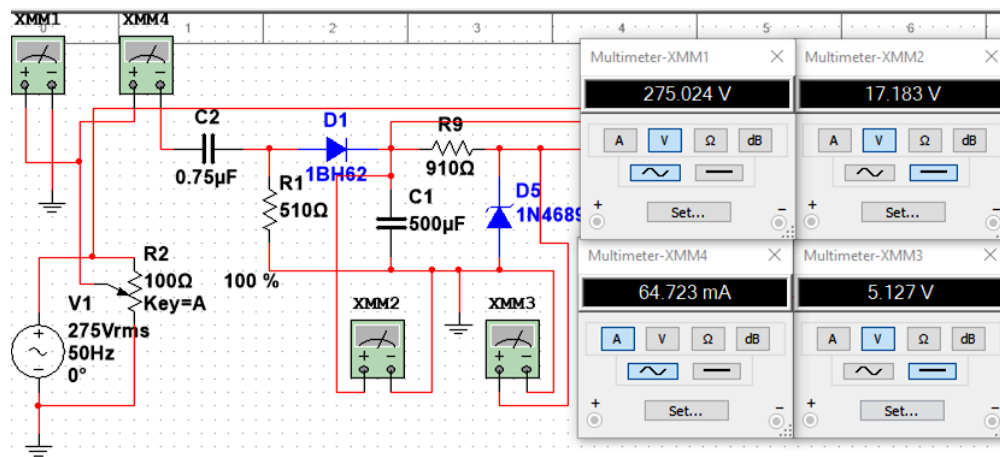 XMM1
XMM4
0
1
2
3
4
5
6
+ −
+ −
C2
0.75µF
D1
1BH62
R9
910Ω
R1
510Ω
C1
500µF
D5
1N4689
R2
100Ω
Key=A
100 %
V1
275Vrms
50Hz
0°
+
XMM2
+ −
XMM3
+ −
Multimeter-XMM1
275.024 V
A V Ω dB
Set...
+ −
Multimeter-XMM2
17.183 V
A V Ω dB
Set...
+ −
Multimeter-XMM4
64.723 mA
A V Ω dB
Set...
+ −
Multimeter-XMM3
5.127 V
A V Ω dB
Set...
+ −